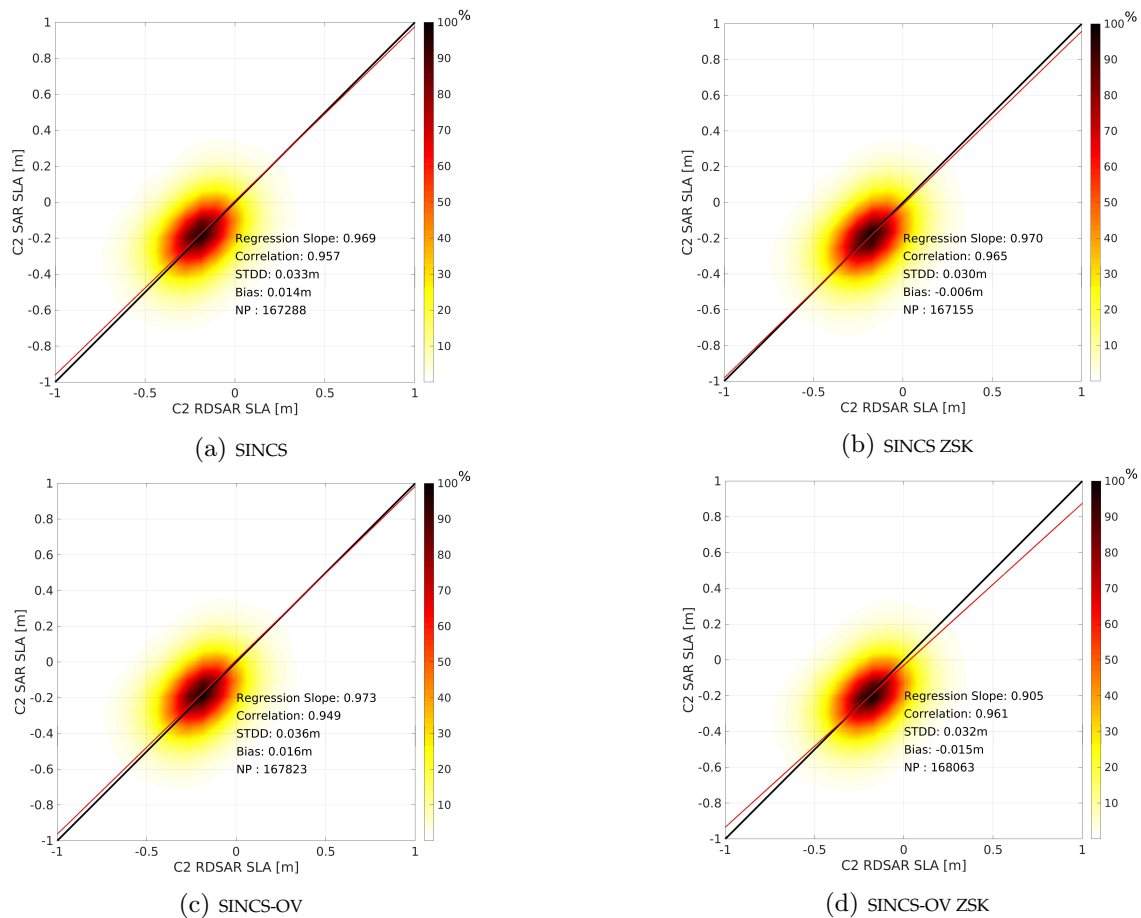 %
100
90
80
70
60
50
40
30
20
10
1
0.8
0.6
0.4
0.2
0
-0.2
-0.4
-0.6
-0.8
-1
C2 SAR SLA [m]
Regression Slope: 0.969
Correlation: 0.957
STDD: 0.033m
Bias: 0.014m
NP : 167288
-1 -0.5 0 0.5 1
C2 RDSAR SLA [m]
(a) SINCS
%
100
90
80
70
60
50
40
30
20
10
1
0.8
0.6
0.4
0.2
0
-0.2
-0.4
-0.6
-0.8
-1
C2 SAR SLA [m]
Regression Slope: 0.970
Correlation: 0.965
STDD: 0.030m
Bias: -0.006m
NP : 167155
-1 -0.5 0 0.5 1
C2 RDSAR SLA [m]
(b) SINCS ZSK
%
100
90
80
70
60
50
40
30
20
10
1
0.8
0.6
0.4
0.2
0
-0.2
-0.4
-0.6
-0.8
-1
C2 SAR SLA [m]
Regression Slope: 0.973
Correlation: 0.949
STDD: 0.036m
Bias: 0.016m
NP : 167823
-1 -0.5 0 0.5 1
C2 RDSAR SLA [m]
(c) SINCS-OV
%
100
90
80
70
60
50
40
30
20
10
1
0.8
0.6
0.4
0.2
0
-0.2
-0.4
-0.6
-0.8
-1
C2 SAR SLA [m]
Regression Slope: 0.905
Correlation: 0.961
STDD: 0.032m
Bias: -0.015m
NP : 168063
-1 -0.5 0 0.5 1
C2 RDSAR SLA [m]
(d) SINCS-OV ZSK